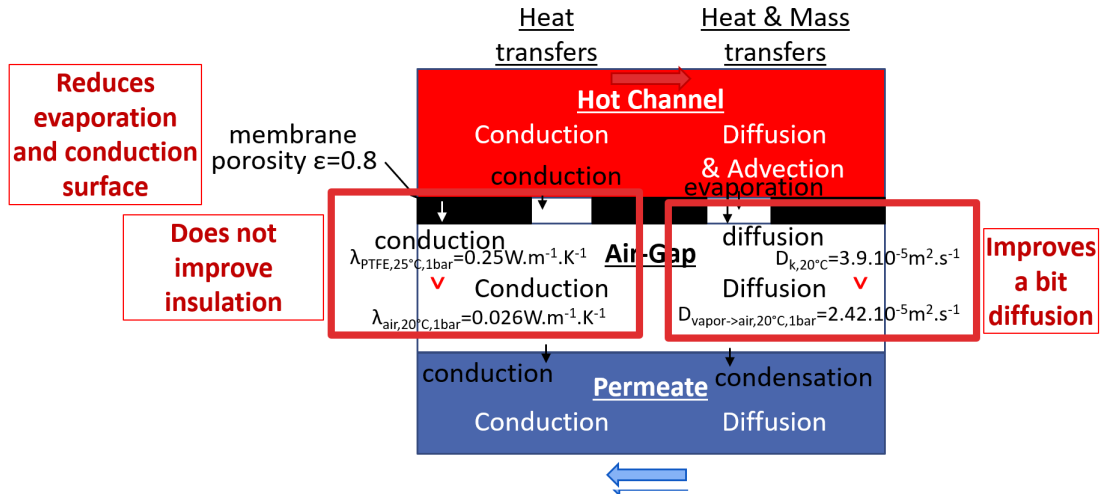 Heat
transfers
Heat & Mass
transfers
Reduces
evaporation
and conduction
surface
Hot Channel
Conduction
Diffusion
& Advection
membrane
porosity ε=0.8
conduction
evaporation
Does not
improve
insulation
conduction
λPTFE,25°C,1bar=0.25W.m-1.K-1
Air-Gap
diffusion
Dk,20°C=3.9.10-5m2.s-1
Conduction
λair,20°C,1bar=0.026W.m-1.K-1
Diffusion
Dvapor->air,20°C,1bar=2.42.10-5m2.s-1
Improves
a bit
diffusion
conduction
condensation
Permeate
Conduction
Diffusion